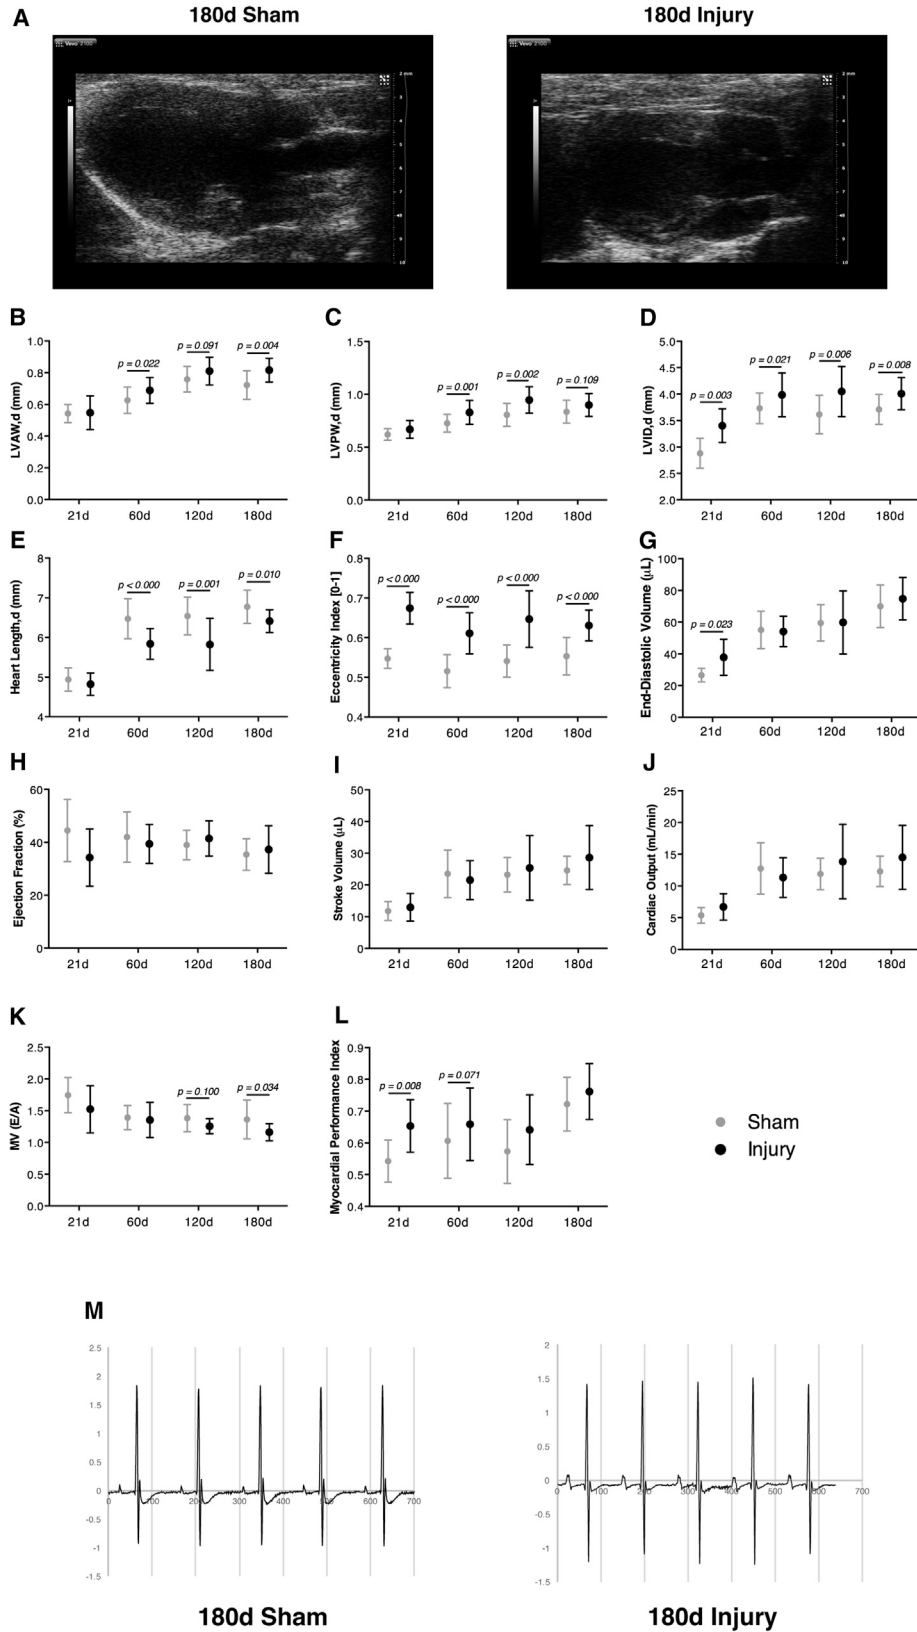 A
180d Sham
180d Injury
Vevo 2100
Vevo 2100
B
LVAW,d (mm)
1.0
0.8
0.6
0.4
0.2
0.0
p = 0.022
p = 0.091
p = 0.004
21d 60d 120d 180d
C
LVPW,d (mm)
1.5
1.0
0.5
0.0
p = 0.001
p = 0.002
p = 0.109
21d 60d 120d 180d
D
LVID,d (mm)
5.0
4.5
4.0
3.5
3.0
2.5
2.0
p = 0.003
p = 0.021
p = 0.006
p = 0.008
21d 60d 120d 180d
E
Heart Length,d (mm)
8
7
6
5
4
p < 0.000
p = 0.001
p = 0.010
21d 60d 120d 180d
F
Eccentricity Index [0-1]
0.8
0.7
0.6
0.5
0.4
p < 0.000
p < 0.000
p < 0.000
p < 0.000
21d 60d 120d 180d
G
End-Diastolic Volume (µL)
100
80
60
40
20
0
p = 0.023
21d 60d 120d 180d
H
Ejection Fraction (%)
60
40
20
0
21d 60d 120d 180d
I
Stroke Volume (µL)
50
40
30
20
10
0
21d 60d 120d 180d
J
Cardiac Output (mL/min)
25
20
15
10
5
0
21d 60d 120d 180d
K
MV (E/A)
2.5
2.0
1.5
1.0
0.5
0.0
p = 0.100
p = 0.034
21d 60d 120d 180d
L
Myocardial Performance Index
0.9
0.8
0.7
0.6
0.5
0.4
p = 0.008
p = 0.071
21d 60d 120d 180d
Sham
Injury
M
2.5
2
1.5
1
0.5
0
-0.5
-1
-1.5
0 100 200 300 400 500 600 700
180d Sham
2
1.5
1
0.5
0
-0.5
-1
-1.5
0 100 200 300 400 500 600 700
180d Injury